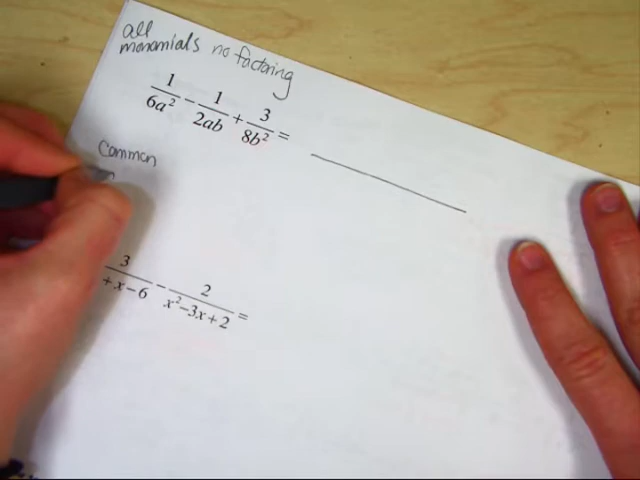 all
monomials no factoring
1/6a² - 1/2ab + 3/8b² =
Common
3/+x-6 - 2/x²-3x+2 =